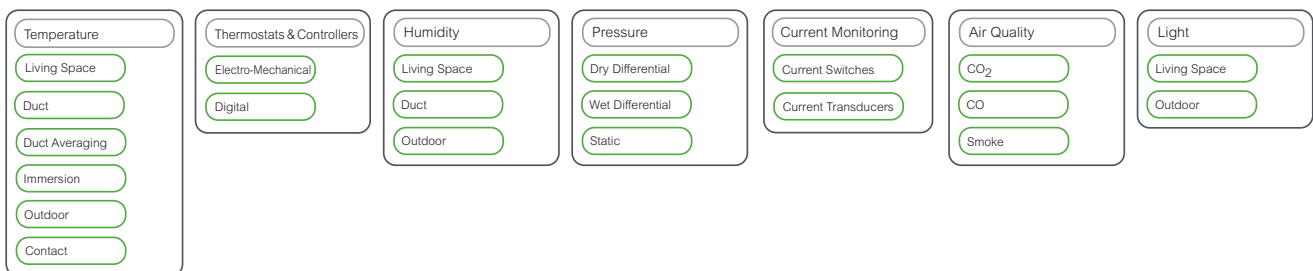 Temperature
Living Space
Duct
Duct Averaging
Immersion
Outdoor
Contact
Thermostats & Controllers
Electro-Mechanical
Digital
Humidity
Living Space
Duct
Outdoor
Pressure
Dry Differential
Wet Differential
Static
Current Monitoring
Current Switches
Current Transducers
Air Quality
CO2
CO
Smoke
Light
Living Space
Outdoor